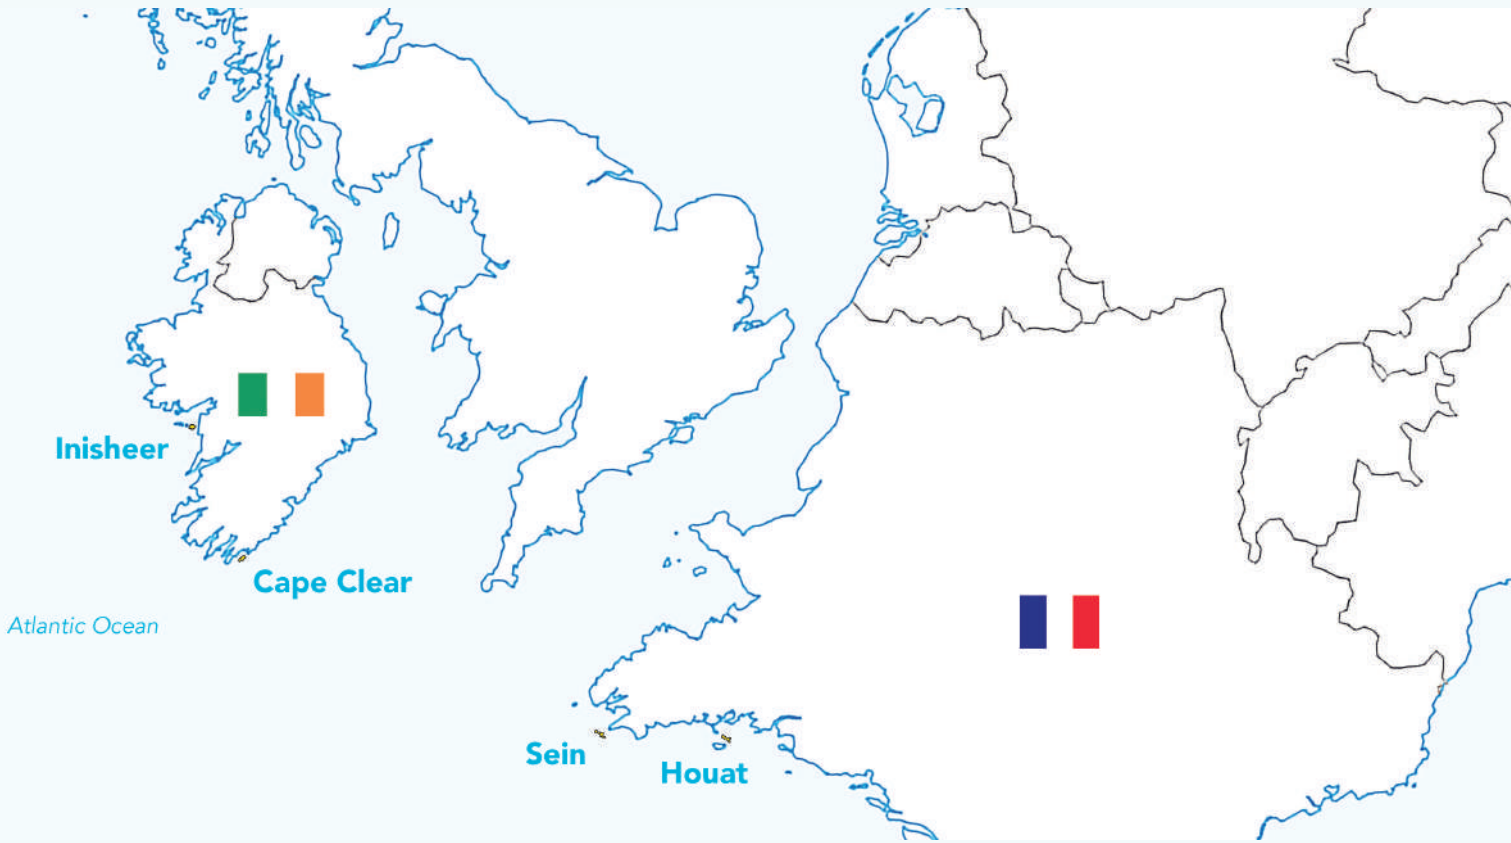 Inisheer
Cape Clear
Atlantic Ocean
Sein
Houat